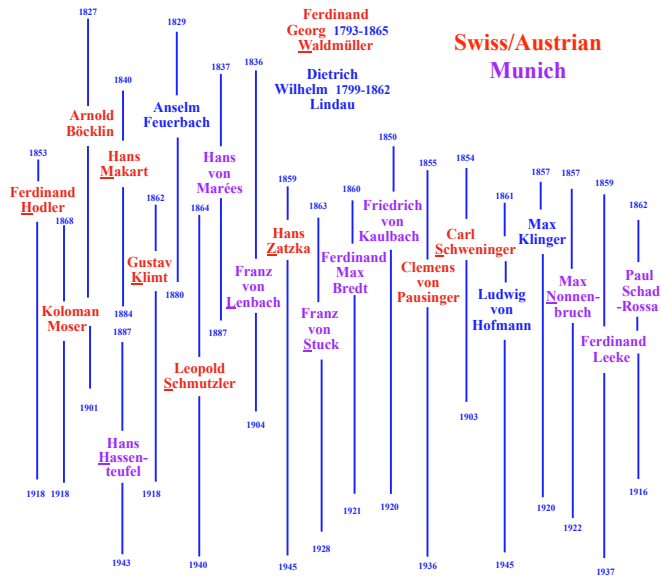 1827
Ferdinand
Georg 1793-1865
Waldmüller
1829
Swiss/Austrian
Munich
1837
1836
Dietrich
Wilhelm 1799-1862
Lindau
1840
Arnold
Böcklin
Anselm
Feuerbach
1853
Hans
Makart
Hans
von
Marées
1850
1855
1854
1857
1857
1859
1862
Ferdinand
Hodler
1868
1862
1864
1859
1863
1860
Friedrich
von
Kaulbach
1861
Gustav
Klimt
Hans
Zatzka
Ferdinand
Max
Bredt
Carl
Schweninger
Max
Klinger
Koloman
Moser
1880
Franz
von
Lenbach
Clemens
von
Pausinger
Ludwig
von
Hofmann
Max
Nonnen-
bruch
Paul
Schad
-Rossa
1884
1887
1887
Franz
von
Stuck
Ferdinand
Leeke
Leopold
Schmutzler
1901
1904
1903
Hans
Hassen-
teufel
1918
1918
1918
1921
1920
1920
1916
1943
1940
1945
1928
1936
1945
1922
1937